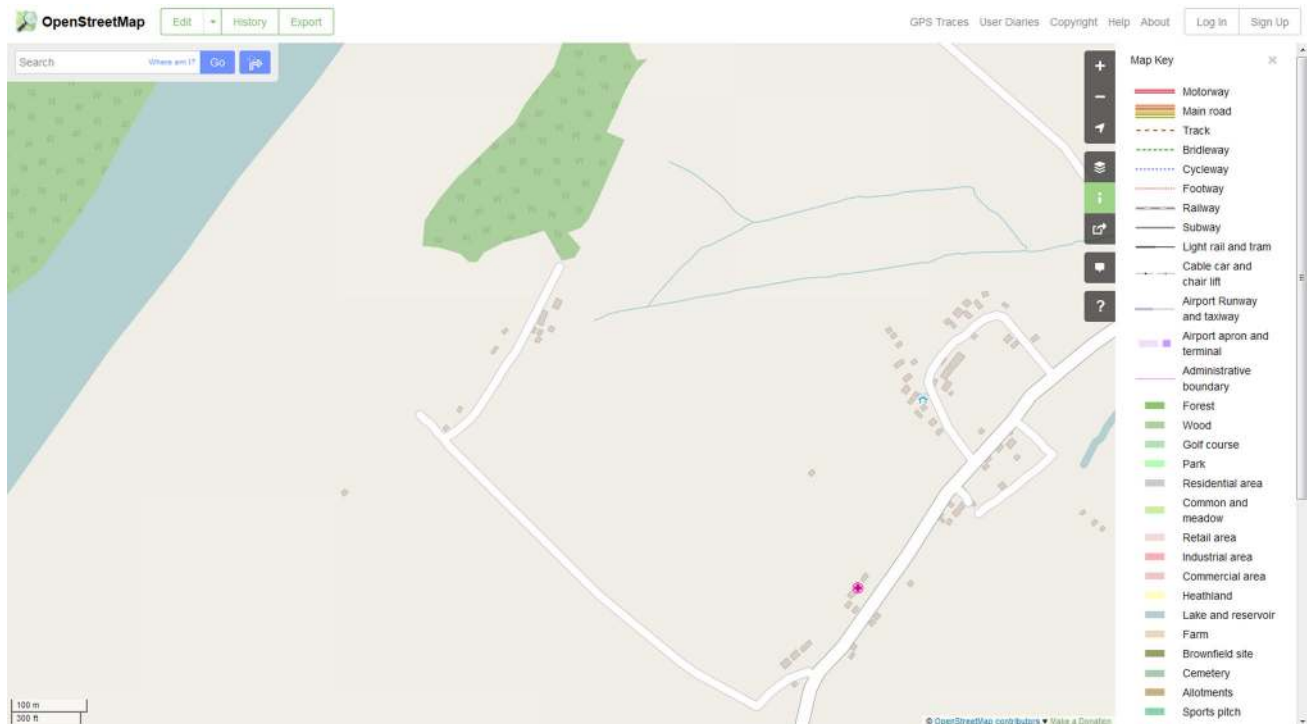 OpenStreetMap
Edit
History
Export
GPS Traces
User Diaries
Copyright
Help
About
Log In
Sign Up
Search
Where am I?
Go
Map Key
Motorway
Main road
Track
Bridleway
Cycleway
Footway
Railway
Subway
Light rail and tram
Cable car and
chair lift
Airport Runway
and taxiway
Airport apron and
terminal
Administrative
boundary
Forest
Wood
Golf course
Park
Residential area
Common and
meadow
Retail area
Industrial area
Commercial area
Heathland
Lake and reservoir
Farm
Brownfield site
Cemetery
Allotments
Sports pitch
100 m
300 ft
© OpenStreetMap contributors ♥ Make a Donation